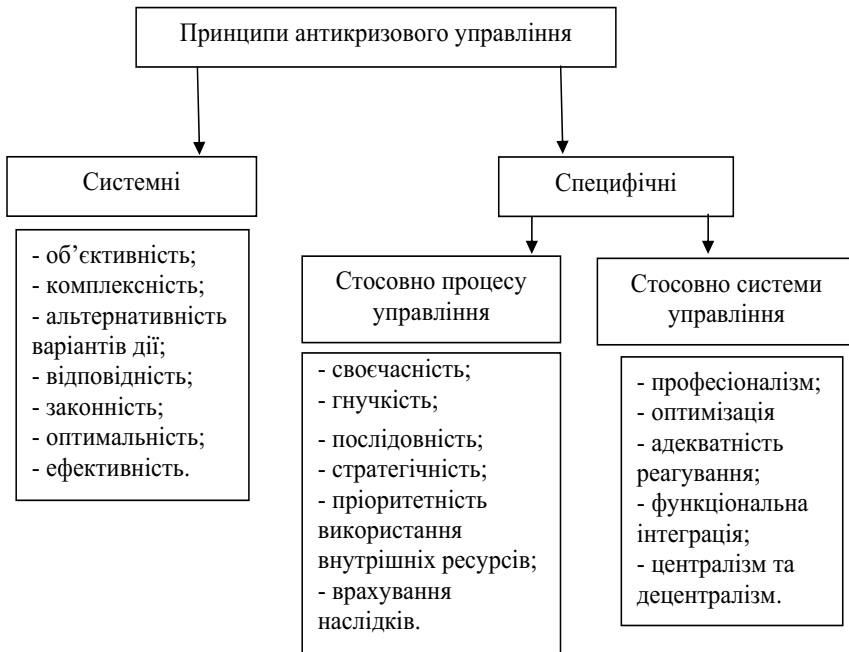 Принципи антикризового управління
Системні
Специфічні
- об’єктивність;
- комплексність;
- альтернативність
варіантів дії;
- відповідність;
- законність;
- оптимальність;
- ефективність.
Стосовно процесу
управління
- своєчасність;
- гнучкість;
- послідовність;
- стратегічність;
- пріоритетність
використання
внутрішніх ресурсів;
- врахування
наслідків.
Стосовно системи
управління
- професіоналізм;
- оптимізація
- адекватність
реагування;
- функціональна
інтеграція;
- централізм та
децентралізм.